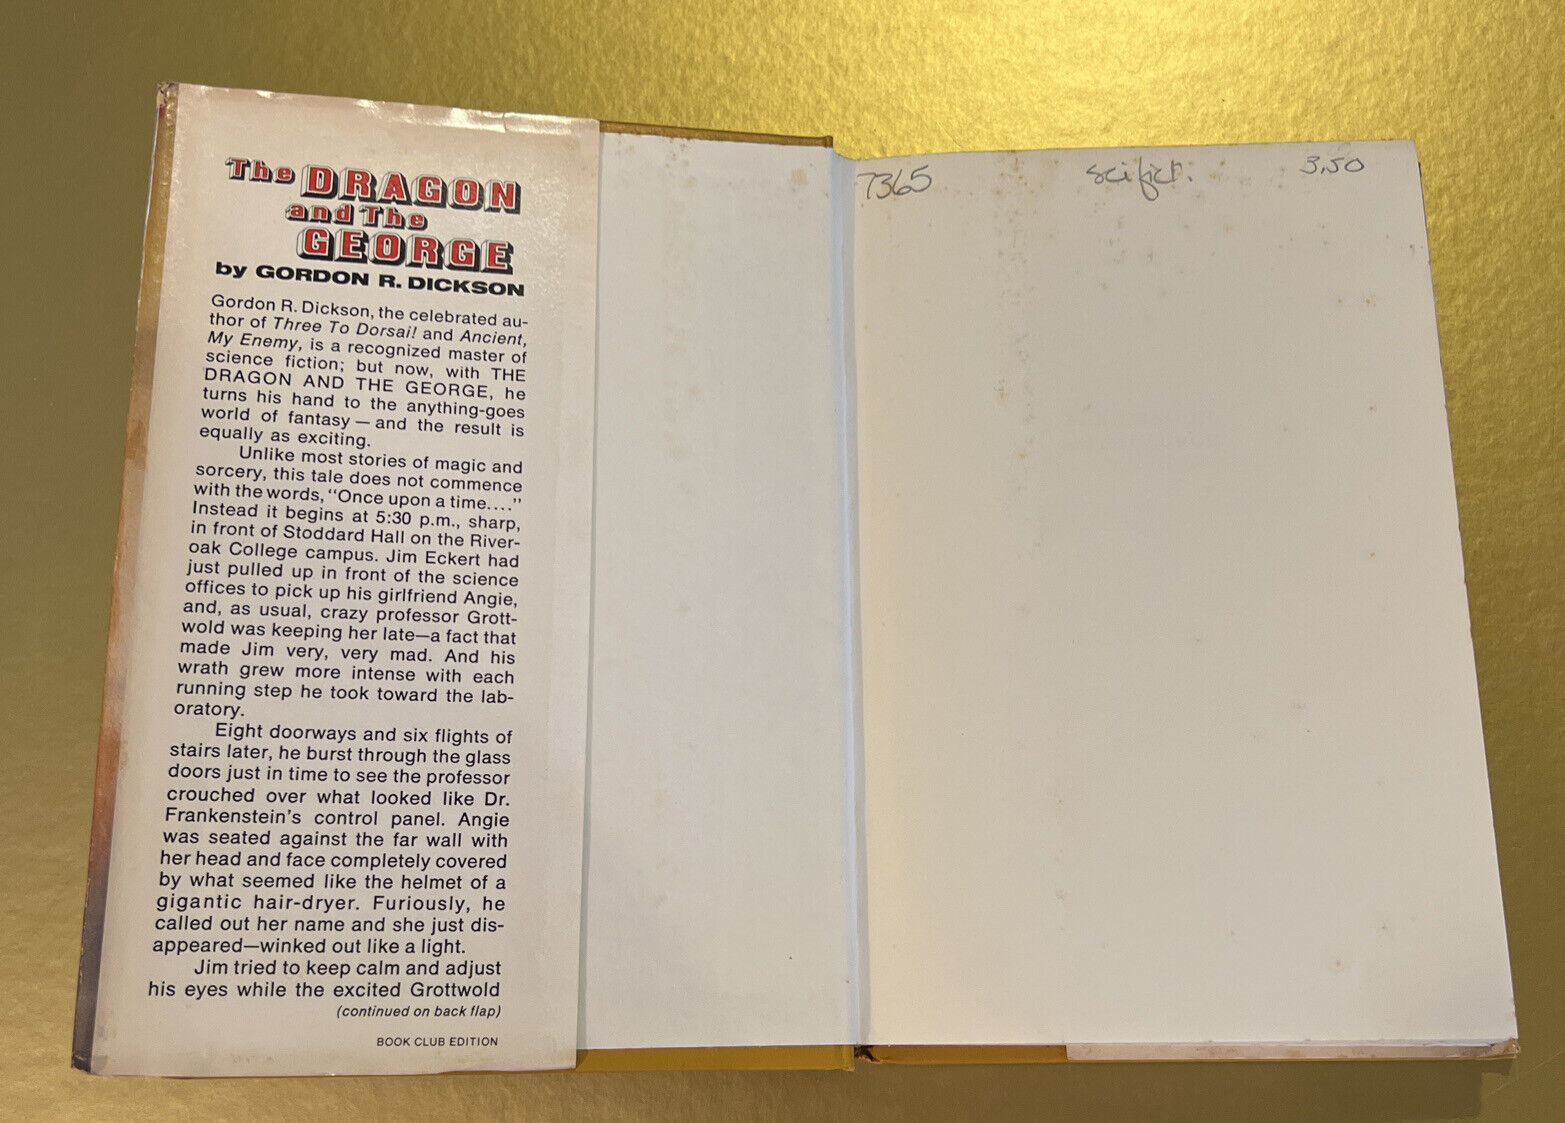 The DRAGON
and The
GEORGE
by GORDON R. DICKSON
Gordon R. Dickson, the celebrated au-
thor of Three To Dorsai! and Ancient,
My Enemy, is a recognized master of
science fiction; but now, with THE
DRAGON AND THE GEORGE, he
turns his hand to the anything-goes
world of fantasy — and the result is
equally as exciting.
Unlike most stories of magic and
sorcery, this tale does not commence
with the words, "Once upon a time...."
Instead it begins at 5:30 p.m., sharp,
in front of Stoddard Hall on the River-
oak College campus. Jim Eckert had
just pulled up in front of the science
offices to pick up his girlfriend Angie,
and, as usual, crazy professor Grott-
wold was keeping her late—a fact that
made Jim very, very mad. And his
wrath grew more intense with each
running step he took toward the lab-
oratory.
Eight doorways and six flights of
stairs later, he burst through the glass
doors just in time to see the professor
crouched over what looked like Dr.
Frankenstein's control panel. Angie
was seated against the far wall with
her head and face completely covered
by what seemed like the helmet of a
gigantic hair-dryer. Furiously, he
called out her name and she just dis-
appeared—winked out like a light.
Jim tried to keep calm and adjust
his eyes while the excited Grottwold
(continued on back flap)
BOOK CLUB EDITION
7365 scifict. 3.50